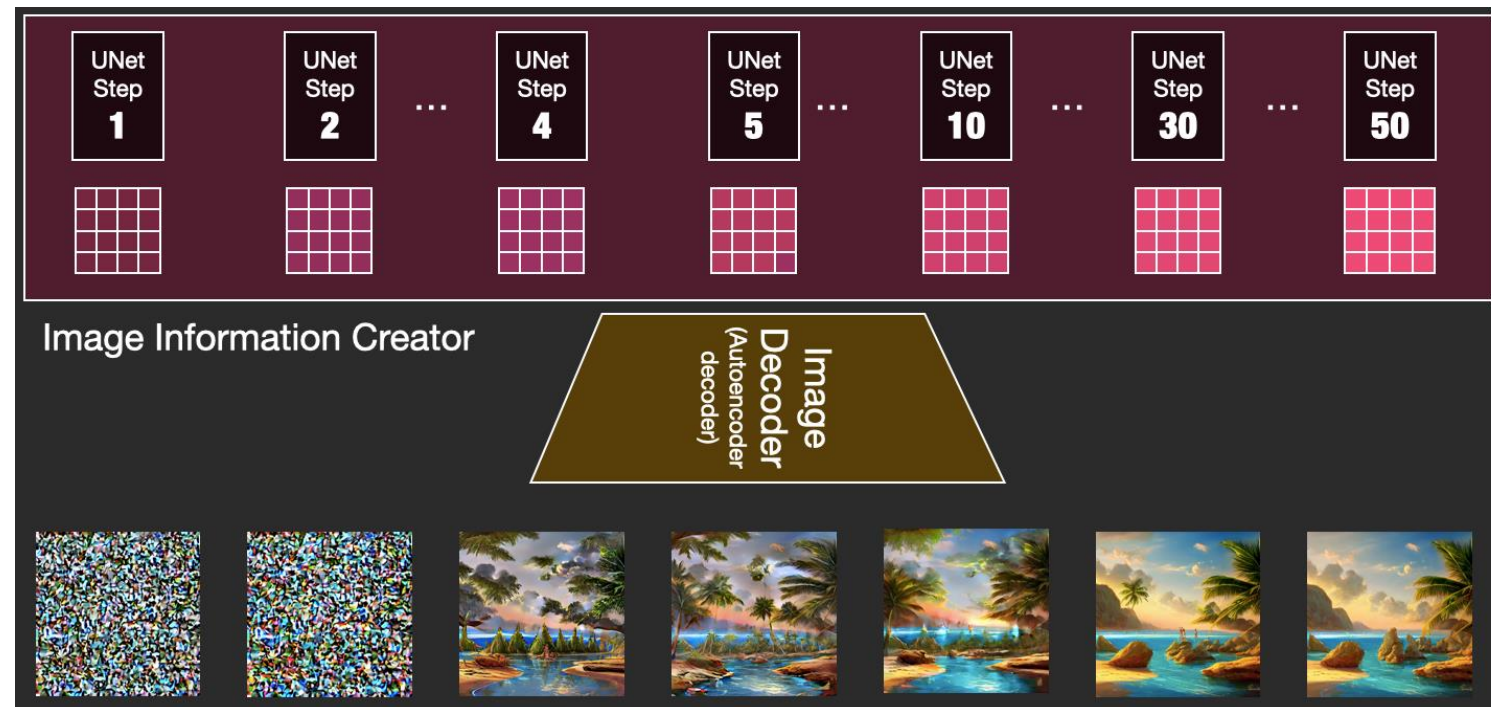 UNet
Step
1
UNet
Step
2
...
UNet
Step
4
UNet
Step
5
...
UNet
Step
10
...
UNet
Step
30
...
UNet
Step
50
Image Information Creator
Image
Decoder
(Autoencoder
decoder)